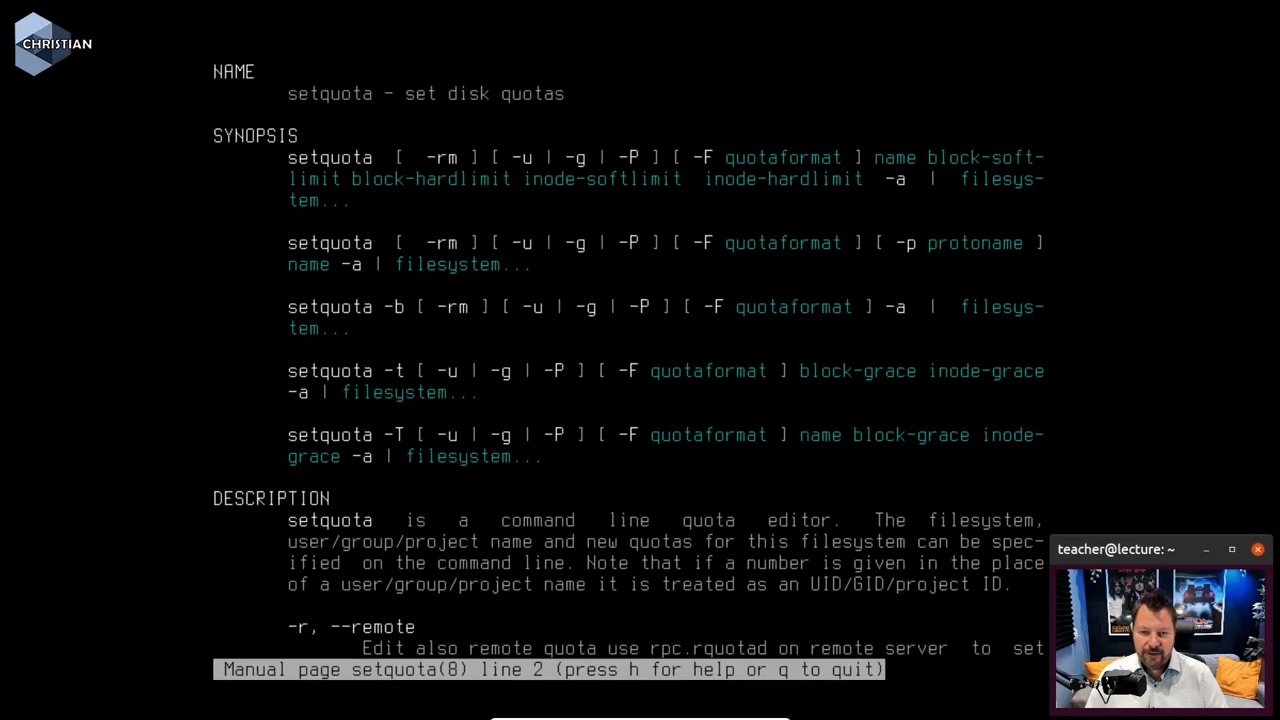 CHRISTIAN
NAME
setquota - set disk quotas
SYNOPSIS
setquota [ -rm ] [ -u | -g | -P ] [ -F quotaformat ] name block-soft-
limit block-hardlimit inode-softlimit inode-hardlimit -a | filesys-
tem...
setquota [ -rm ] [ -u | -g | -P ] [ -F quotaformat ] [ -p protoname ]
name -a | filesystem...
setquota -b [ -rm ] [ -u | -g | -P ] [ -F quotaformat ] -a | filesys-
tem...
setquota -t [ -u | -g | -P ] [ -F quotaformat ] block-grace inode-grace
-a | filesystem...
setquota -T [ -u | -g | -P ] [ -F quotaformat ] name block-grace inode-
grace -a | filesystem...
DESCRIPTION
setquota is a command line quota editor. The filesystem,
user/group/project name and new quotas for this filesystem can be spec-
ified on the command line. Note that if a number is given in the place
of a user/group/project name it is treated as an UID/GID/project ID.
teacher@lecture: ~
-r, --remote
Edit also remote quota use rpc.rquotad on remote server to set
Manual page setquota(8) line 2 (press h for help or q to quit)